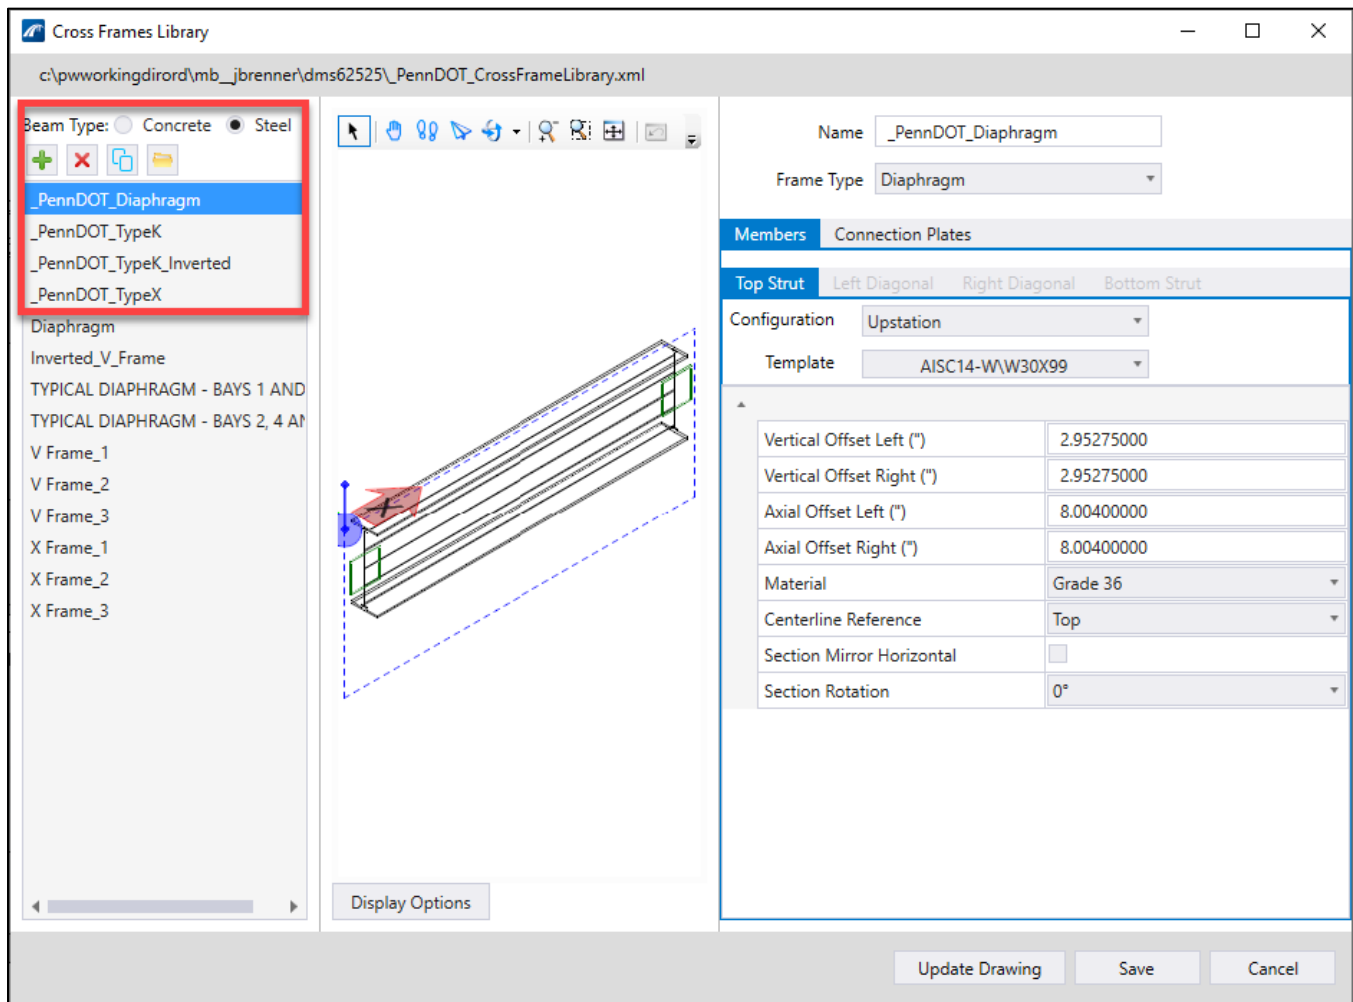 Cross Frames Library
c:\pwworkingdirord\mb_jbrenner\dms62525\_PennDOT_CrossFrameLibrary.xml
Beam Type: Concrete Steel
_PennDOT_Diaphragm
_PennDOT_TypeK
_PennDOT_TypeK_Inverted
_PennDOT_TypeX
Diaphragm
Inverted_V_Frame
TYPICAL DIAPHRAGM - BAYS 1 AND
TYPICAL DIAPHRAGM - BAYS 2, 4 AN
V Frame_1
V Frame_2
V Frame_3
X Frame_1
X Frame_2
X Frame_3
X
Display Options
Name _PennDOT_Diaphragm
Frame Type Diaphragm
Members Connection Plates
Top Strut Left Diagonal Right Diagonal Bottom Strut
Configuration Upstation
Template AISC14-W\W30X99
Vertical Offset Left (") 2.95275000
Vertical Offset Right (") 2.95275000
Axial Offset Left (") 8.00400000
Axial Offset Right (") 8.00400000
Material Grade 36
Centerline Reference Top
Section Mirror Horizontal
Section Rotation 0°
Update Drawing Save Cancel